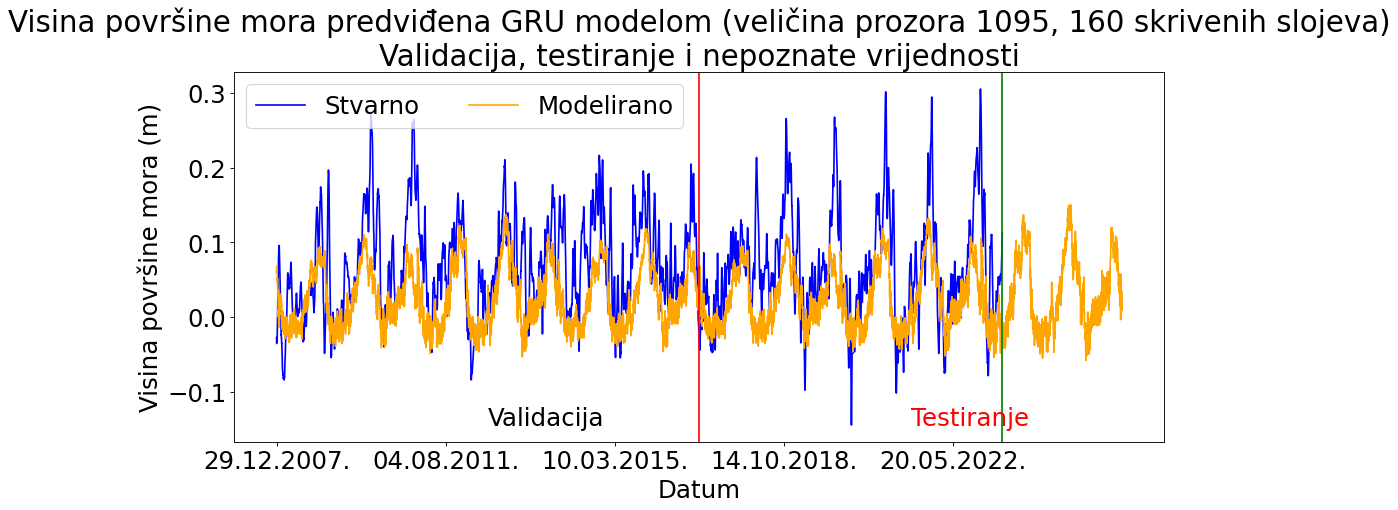 Visina površine mora predviđena GRU modelom (veličina prozora 1095, 160 skrivenih slojeva)
Validacija, testiranje i nepoznate vrijednosti
Stvarno
Modelirano
Visina površine mora (m)
0.3
0.2
0.1
0.0
−0.1
Validacija
Testiranje
29.12.2007.
04.08.2011.
10.03.2015.
14.10.2018.
20.05.2022.
Datum